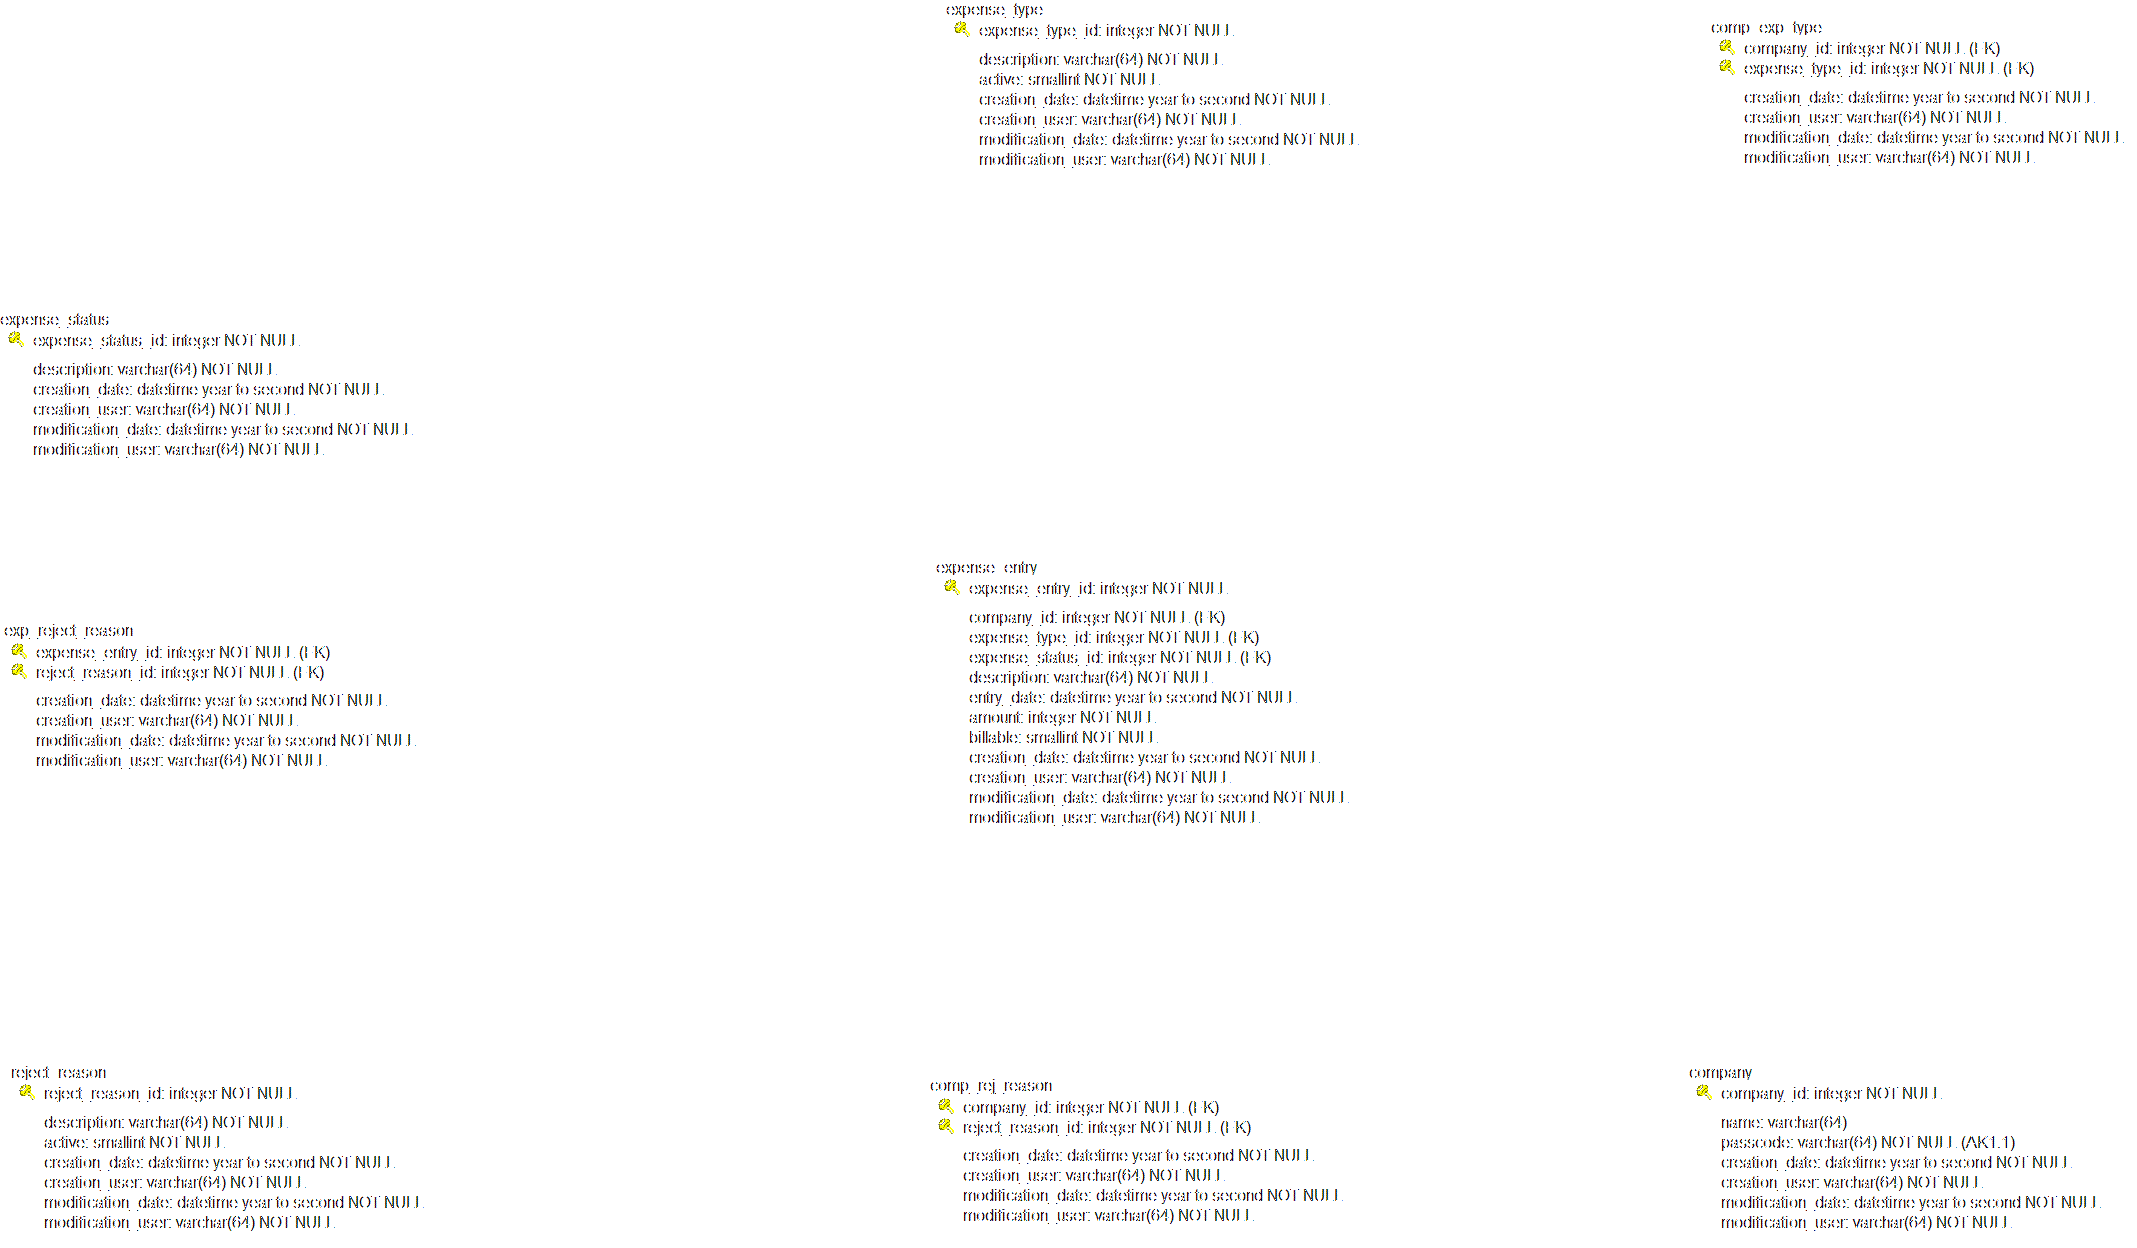 expense_type
expense_type_id: integer NOT NULL
description: varchar(64) NOT NULL
active: smallint NOT NULL
creation_date: datetime year to second NOT NULL
creation_user: varchar(64) NOT NULL
modification_date: datetime year to second NOT NULL
modification_user: varchar(64) NOT NULL
comp_exp_type
company_id: integer NOT NULL (FK)
expense_type_id: integer NOT NULL (FK)
creation_date: datetime year to second NOT NULL
creation_user: varchar(64) NOT NULL
modification_date: datetime year to second NOT NULL
modification_user: varchar(64) NOT NULL
expense_status
expense_status_id: integer NOT NULL
description: varchar(64) NOT NULL
creation_date: datetime year to second NOT NULL
creation_user: varchar(64) NOT NULL
modification_date: datetime year to second NOT NULL
modification_user: varchar(64) NOT NULL
expense_entry
expense_entry_id: integer NOT NULL
company_id: integer NOT NULL (FK)
expense_type_id: integer NOT NULL (FK)
expense_status_id: integer NOT NULL (FK)
description: varchar(64) NOT NULL
entry_date: datetime year to second NOT NULL
amount: integer NOT NULL
billable: smallint NOT NULL
creation_date: datetime year to second NOT NULL
creation_user: varchar(64) NOT NULL
modification_date: datetime year to second NOT NULL
modification_user: varchar(64) NOT NULL
exp_reject_reason
expense_entry_id: integer NOT NULL (FK)
reject_reason_id: integer NOT NULL (FK)
creation_date: datetime year to second NOT NULL
creation_user: varchar(64) NOT NULL
modification_date: datetime year to second NOT NULL
modification_user: varchar(64) NOT NULL
reject_reason
reject_reason_id: integer NOT NULL
description: varchar(64) NOT NULL
active: smallint NOT NULL
creation_date: datetime year to second NOT NULL
creation_user: varchar(64) NOT NULL
modification_date: datetime year to second NOT NULL
modification_user: varchar(64) NOT NULL
comp_rej_reason
company_id: integer NOT NULL (FK)
reject_reason_id: integer NOT NULL (FK)
creation_date: datetime year to second NOT NULL
creation_user: varchar(64) NOT NULL
modification_date: datetime year to second NOT NULL
modification_user: varchar(64) NOT NULL
company
company_id: integer NOT NULL
name: varchar(64)
passcode: varchar(64) NOT NULL (AK1.1)
creation_date: datetime year to second NOT NULL
creation_user: varchar(64) NOT NULL
modification_date: datetime year to second NOT NULL
modification_user: varchar(64) NOT NULL